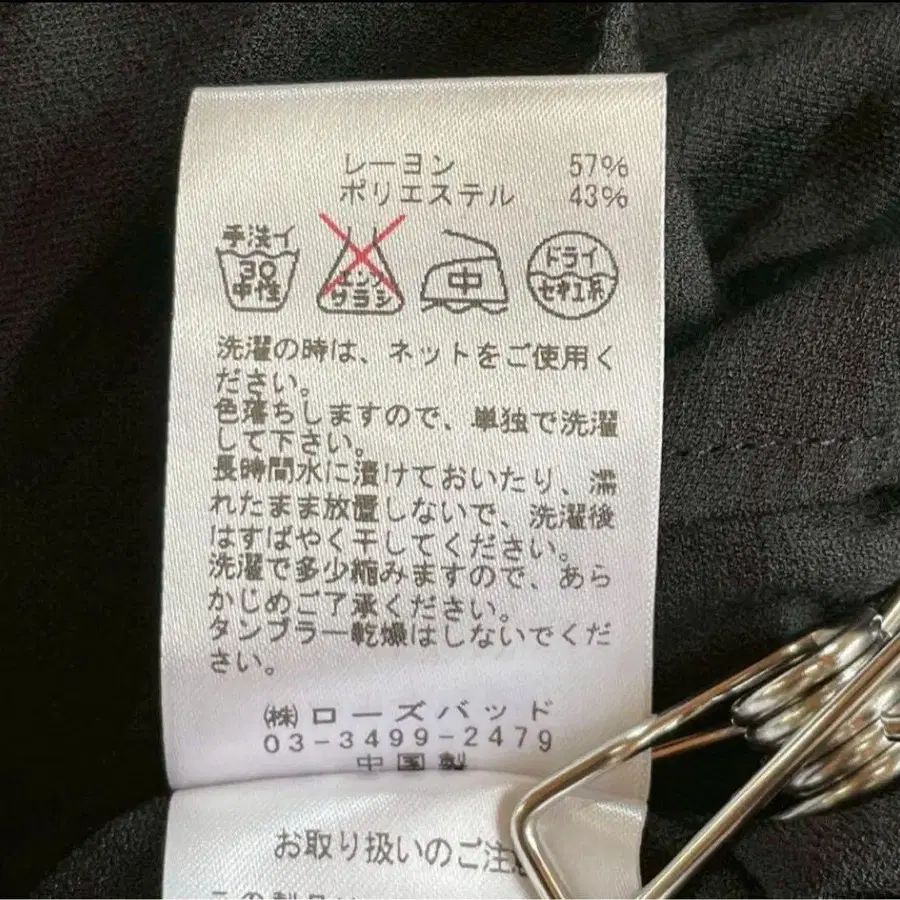 レーヨン 57%
ポリエステル 43%
手洗イ
30
中性
エンソ
サラシ
中
ドライ
セキユ系
洗濯の時は、ネットをご使用く
ださい。
色落ちしますので、単独で洗濯
して下さい。
長時間水に漬けておいたり、濡
れたまま放置しないで、洗濯後
はすばやく干してください。
洗濯で多少縮みますので、あら
かじめご了承ください。
タンブラー乾燥はしないでくだ
さい。
㈱ローズバッド
03-3499-2479
中国製
お取り扱いのご注
この製品は